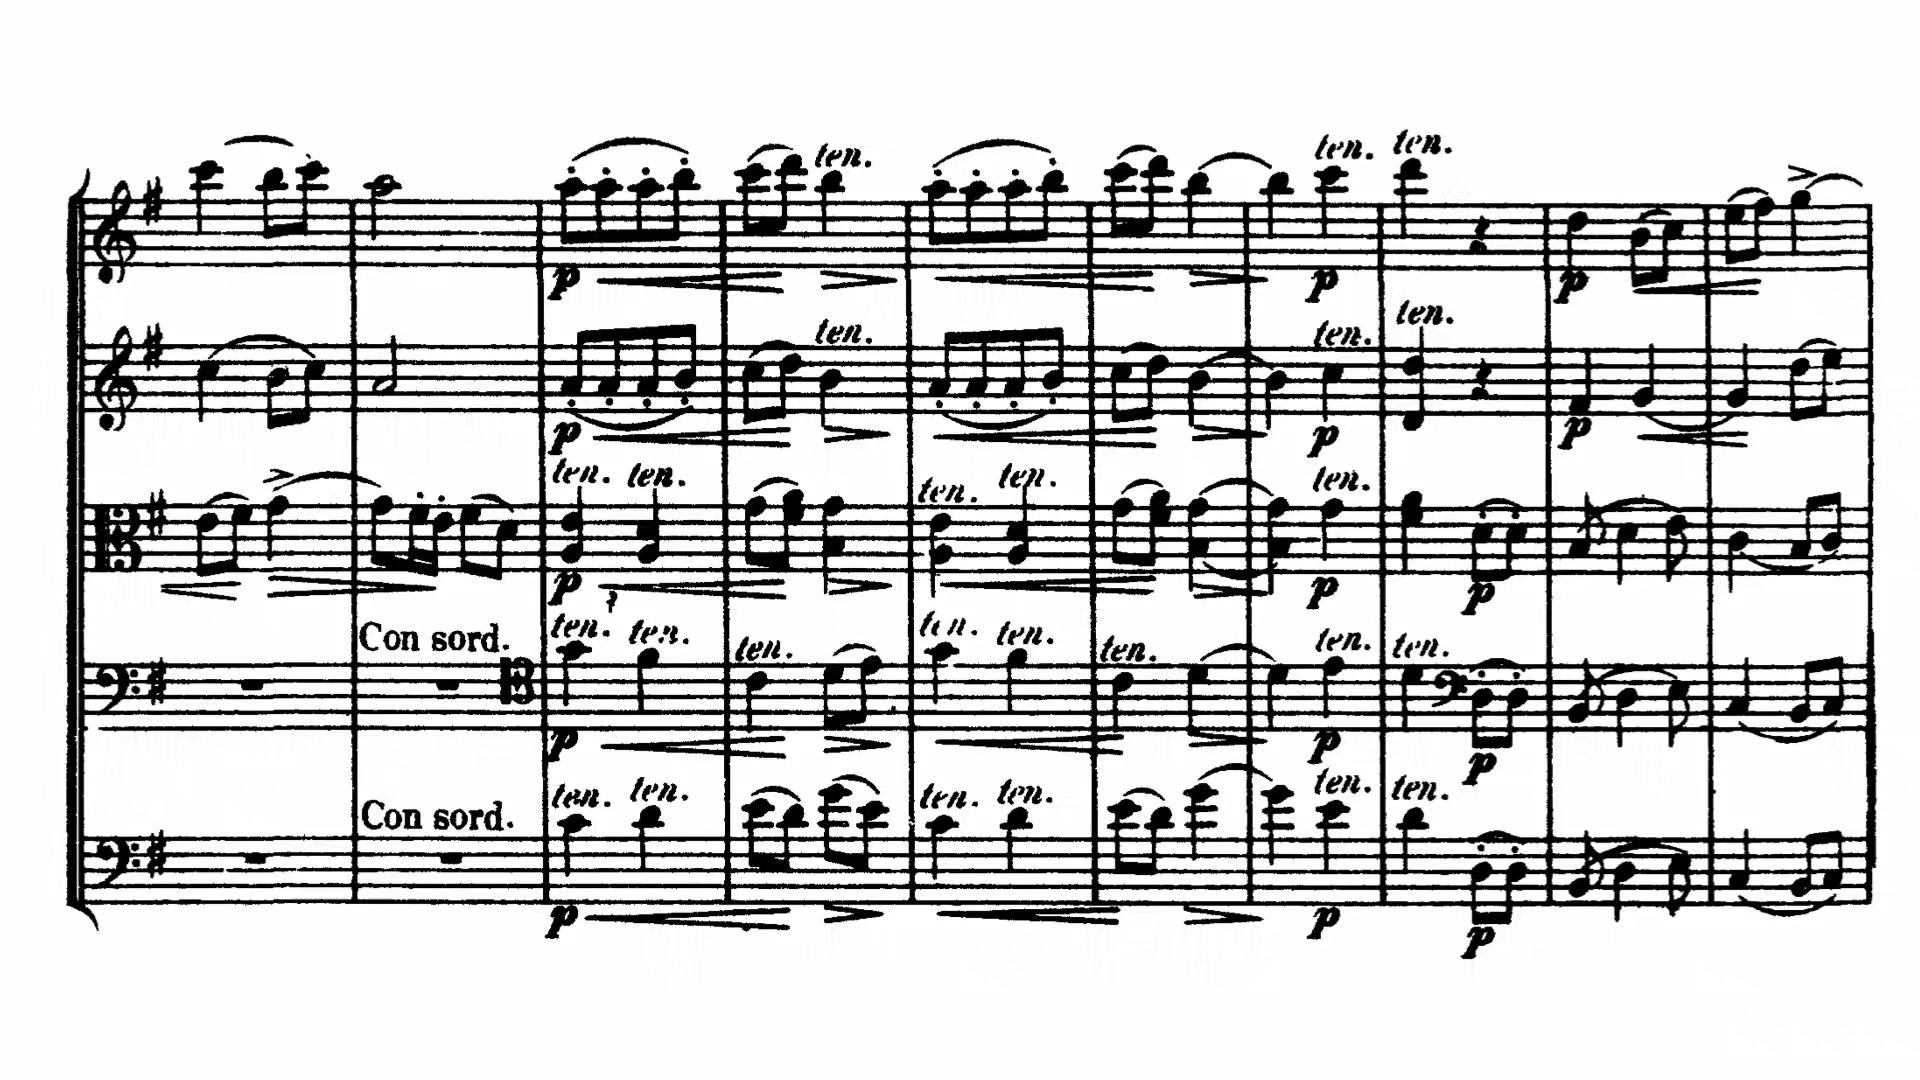 ten. ten.
ten.
p p p
ten.
ten. ten.
p p p
ten. ten. ten. ten. ten.
p p p
Con sord. ten. ten. ten. ten. ten. ten. ten. ten.
p p p
Con sord. ten. ten. ten. ten. ten. ten.
p p p